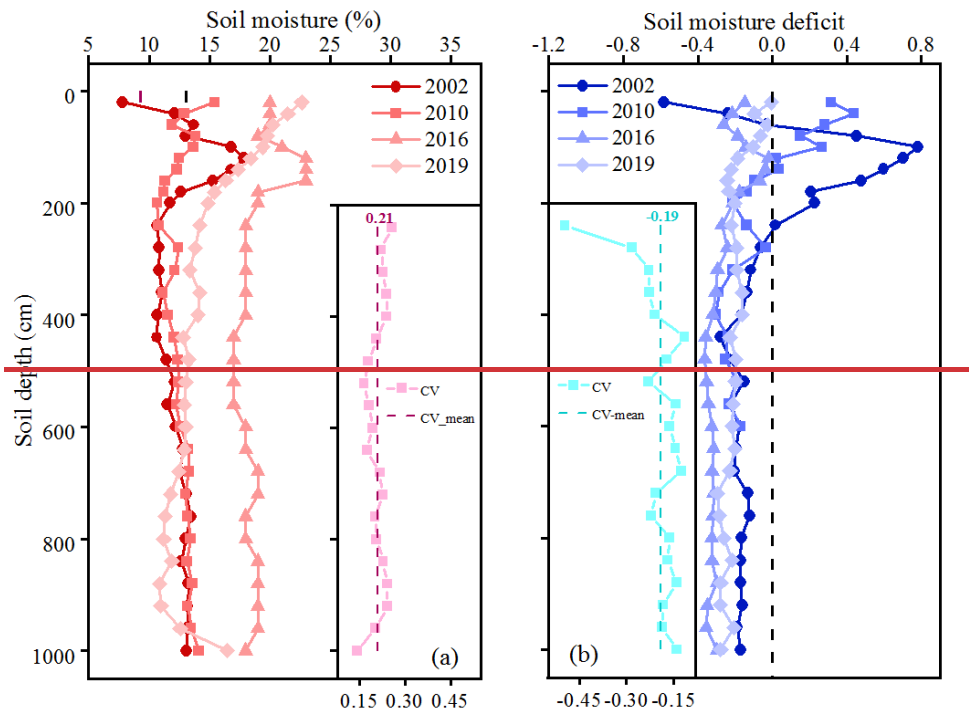 Soil moisture (%)
5 10 15 20 25 30 35
Soil depth (cm)
0
200
400
600
800
1000
2002
2010
2016
2019
0.21
CV
CV_mean
(a)
0.15 0.30 0.45
Soil moisture deficit
-1.2 -0.8 -0.4 0.0 0.4 0.8
2002
2010
2016
2019
-0.19
CV
CV-mean
(b)
-0.45 -0.30 -0.15